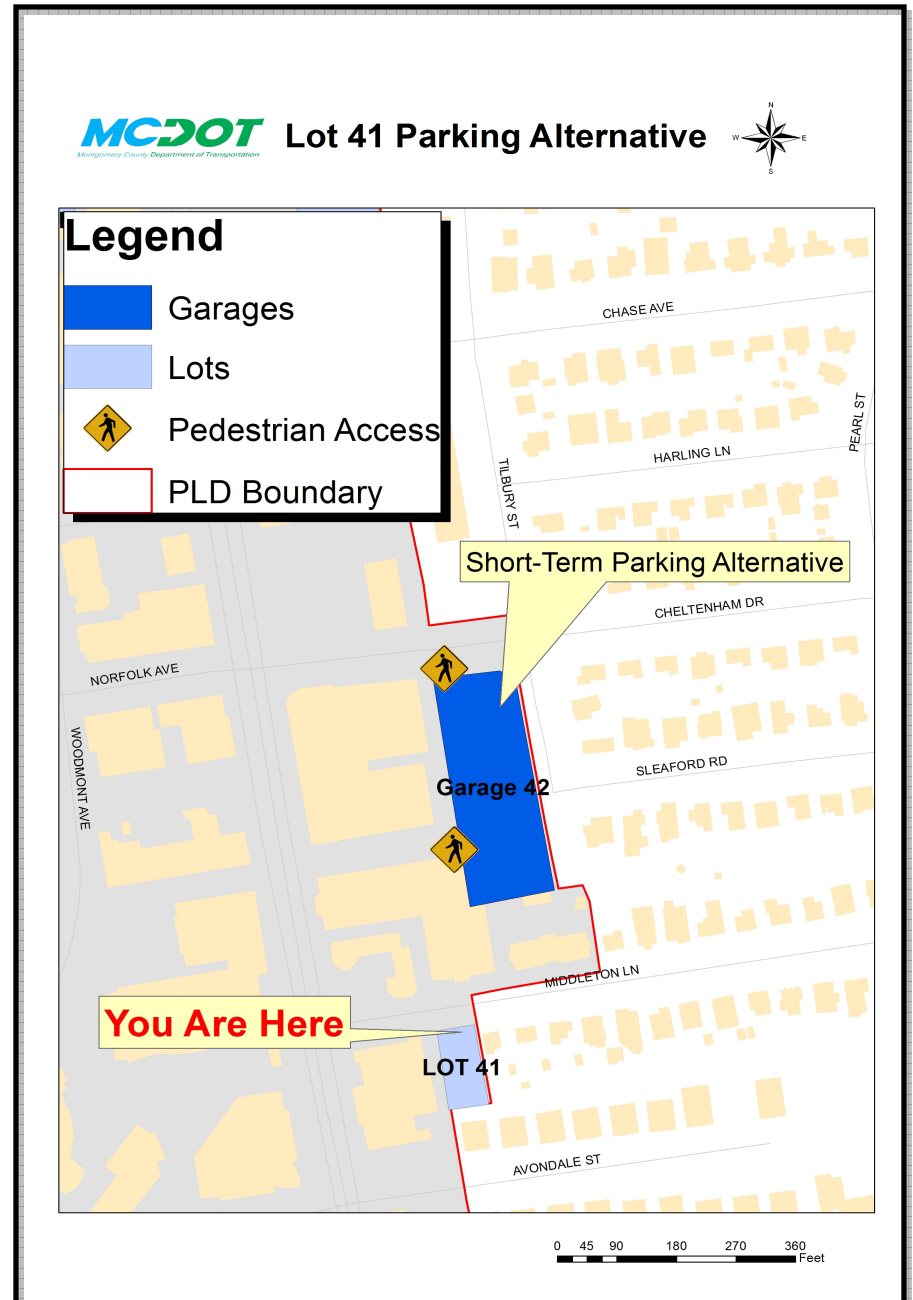 MCDOT
Montgomery County Department of Transportation
Lot 41 Parking Alternative
N
W
E
S
Legend
Garages
Lots
Pedestrian Access
PLD Boundary
CHASE AVE
PEARL ST
HARLING LN
TILBURY ST
Short-Term Parking Alternative
CHELTENHAM DR
NORFOLK AVE
WOODMONT AVE
SLEAFORD RD
Garage 42
MIDDLETON LN
You Are Here
LOT 41
AVONDALE ST
0 45 90 180 270 360
Feet